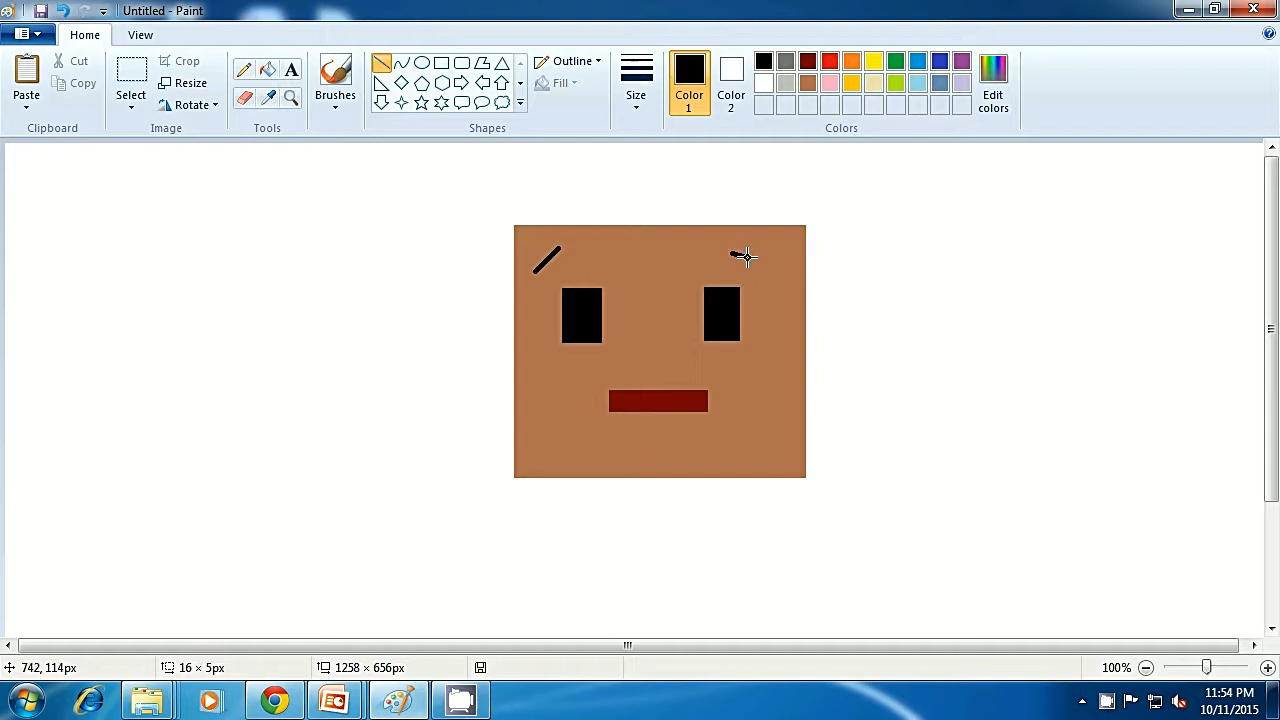 Untitled - Paint
Home View
Paste
Cut
Copy
Clipboard
Select
Crop
Resize
Rotate
Image
A
Tools
Brushes
Outline
Fill
Shapes
Size
Color
1
Color
2
Edit
colors
Colors
742, 114px 16 × 5px 1258 × 656px 100%
11:54 PM
10/11/2015